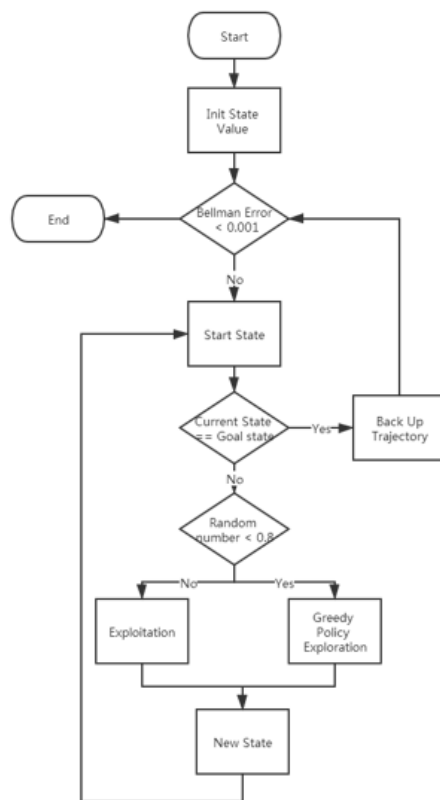 Start
Init State
Value
Bellman Error
< 0.001
End
No
Start State
Current State
== Goal state
Yes
Back Up
Trajectory
No
Random
number < 0.8
No
Yes
Exploitation
Greedy
Policy
Exploration
New State